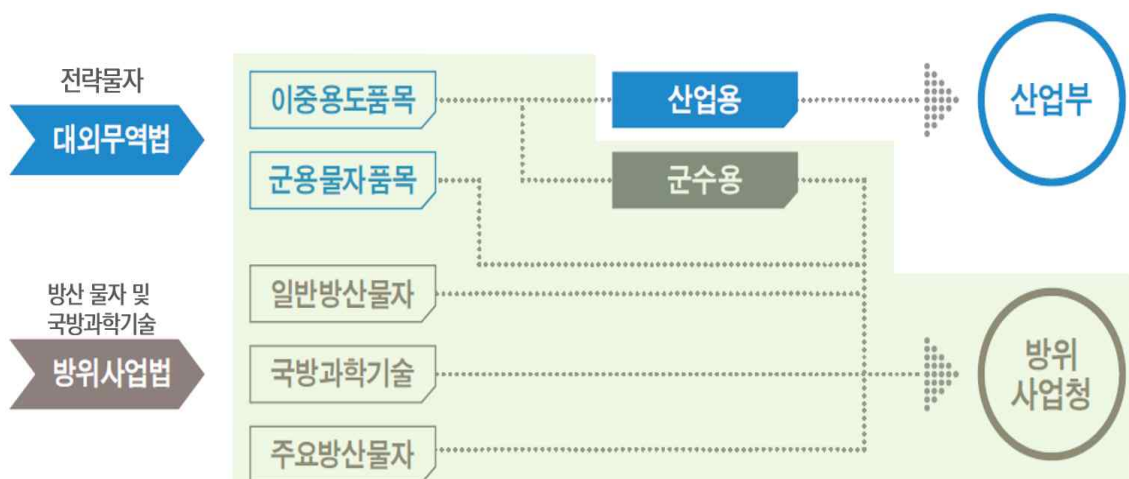 전략물자
대외무역법
이중용도품목
산업용
산업부
군용물자품목
군수용
방산 물자 및
국방과학기술
방위사업법
일반방산물자
국방과학기술
주요방산물자
방위
사업청